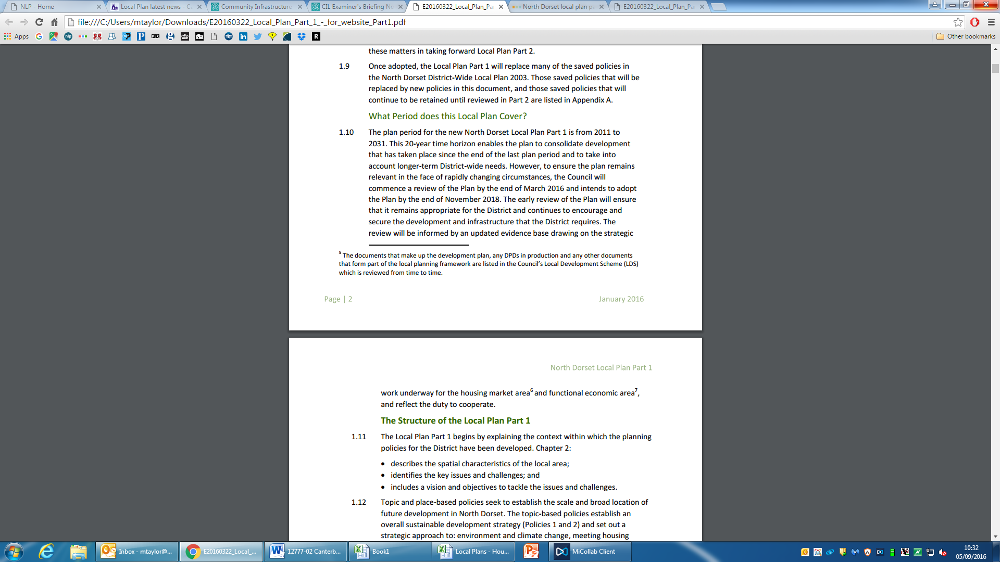 NLP - Home
Local Plan latest news - Ca
Community Infrastructure
CIL Examiner's Briefing No
E20160322_Local_Plan_Pa
North Dorset local plan pa
E20160322_Local_Plan_Pa
file:///C:/Users/mtaylor/Downloads/E20160322_Local_Plan_Part_1_-_for_website_Part1.pdf
Apps
nlp
BBC
R
Other bookmarks
these matters in taking forward Local Plan Part 2.
1.9 Once adopted, the Local Plan Part 1 will replace many of the saved policies in
the North Dorset District-Wide Local Plan 2003. Those saved policies that will be
replaced by new policies in this document, and those saved policies that will
continue to be retained until reviewed in Part 2 are listed in Appendix A.
What Period does this Local Plan Cover?
1.10 The plan period for the new North Dorset Local Plan Part 1 is from 2011 to
2031. This 20-year time horizon enables the plan to consolidate development
that has taken place since the end of the last plan period and to take into
account longer-term District-wide needs. However, to ensure the plan remains
relevant in the face of rapidly changing circumstances, the Council will
commence a review of the Plan by the end of March 2016 and intends to adopt
the Plan by the end of November 2018. The early review of the Plan will ensure
that it remains appropriate for the District and continues to encourage and
secure the development and infrastructure that the District requires. The
review will be informed by an updated evidence base drawing on the strategic
5 The documents that make up the development plan, any DPDs in production and any other documents
that form part of the local planning framework are listed in the Council's Local Development Scheme (LDS)
which is reviewed from time to time.
Page | 2
January 2016
North Dorset Local Plan Part 1
work underway for the housing market area6 and functional economic area7,
and reflect the duty to cooperate.
The Structure of the Local Plan Part 1
1.11 The Local Plan Part 1 begins by explaining the context within which the planning
policies for the District have been developed. Chapter 2:
• describes the spatial characteristics of the local area;
• identifies the key issues and challenges; and
• includes a vision and objectives to tackle the issues and challenges.
1.12 Topic and place-based policies seek to establish the scale and broad location of
future development in North Dorset. The topic-based policies establish an
overall sustainable development strategy (Policies 1 and 2) and set out a
strategic approach to: environment and climate change, meeting housing
Inbox - mtaylor@...
E20160322_Local_...
12777-02 Canterb...
Book1
Local Plans - Hou...
MiCollab Client
10:32
05/09/2016